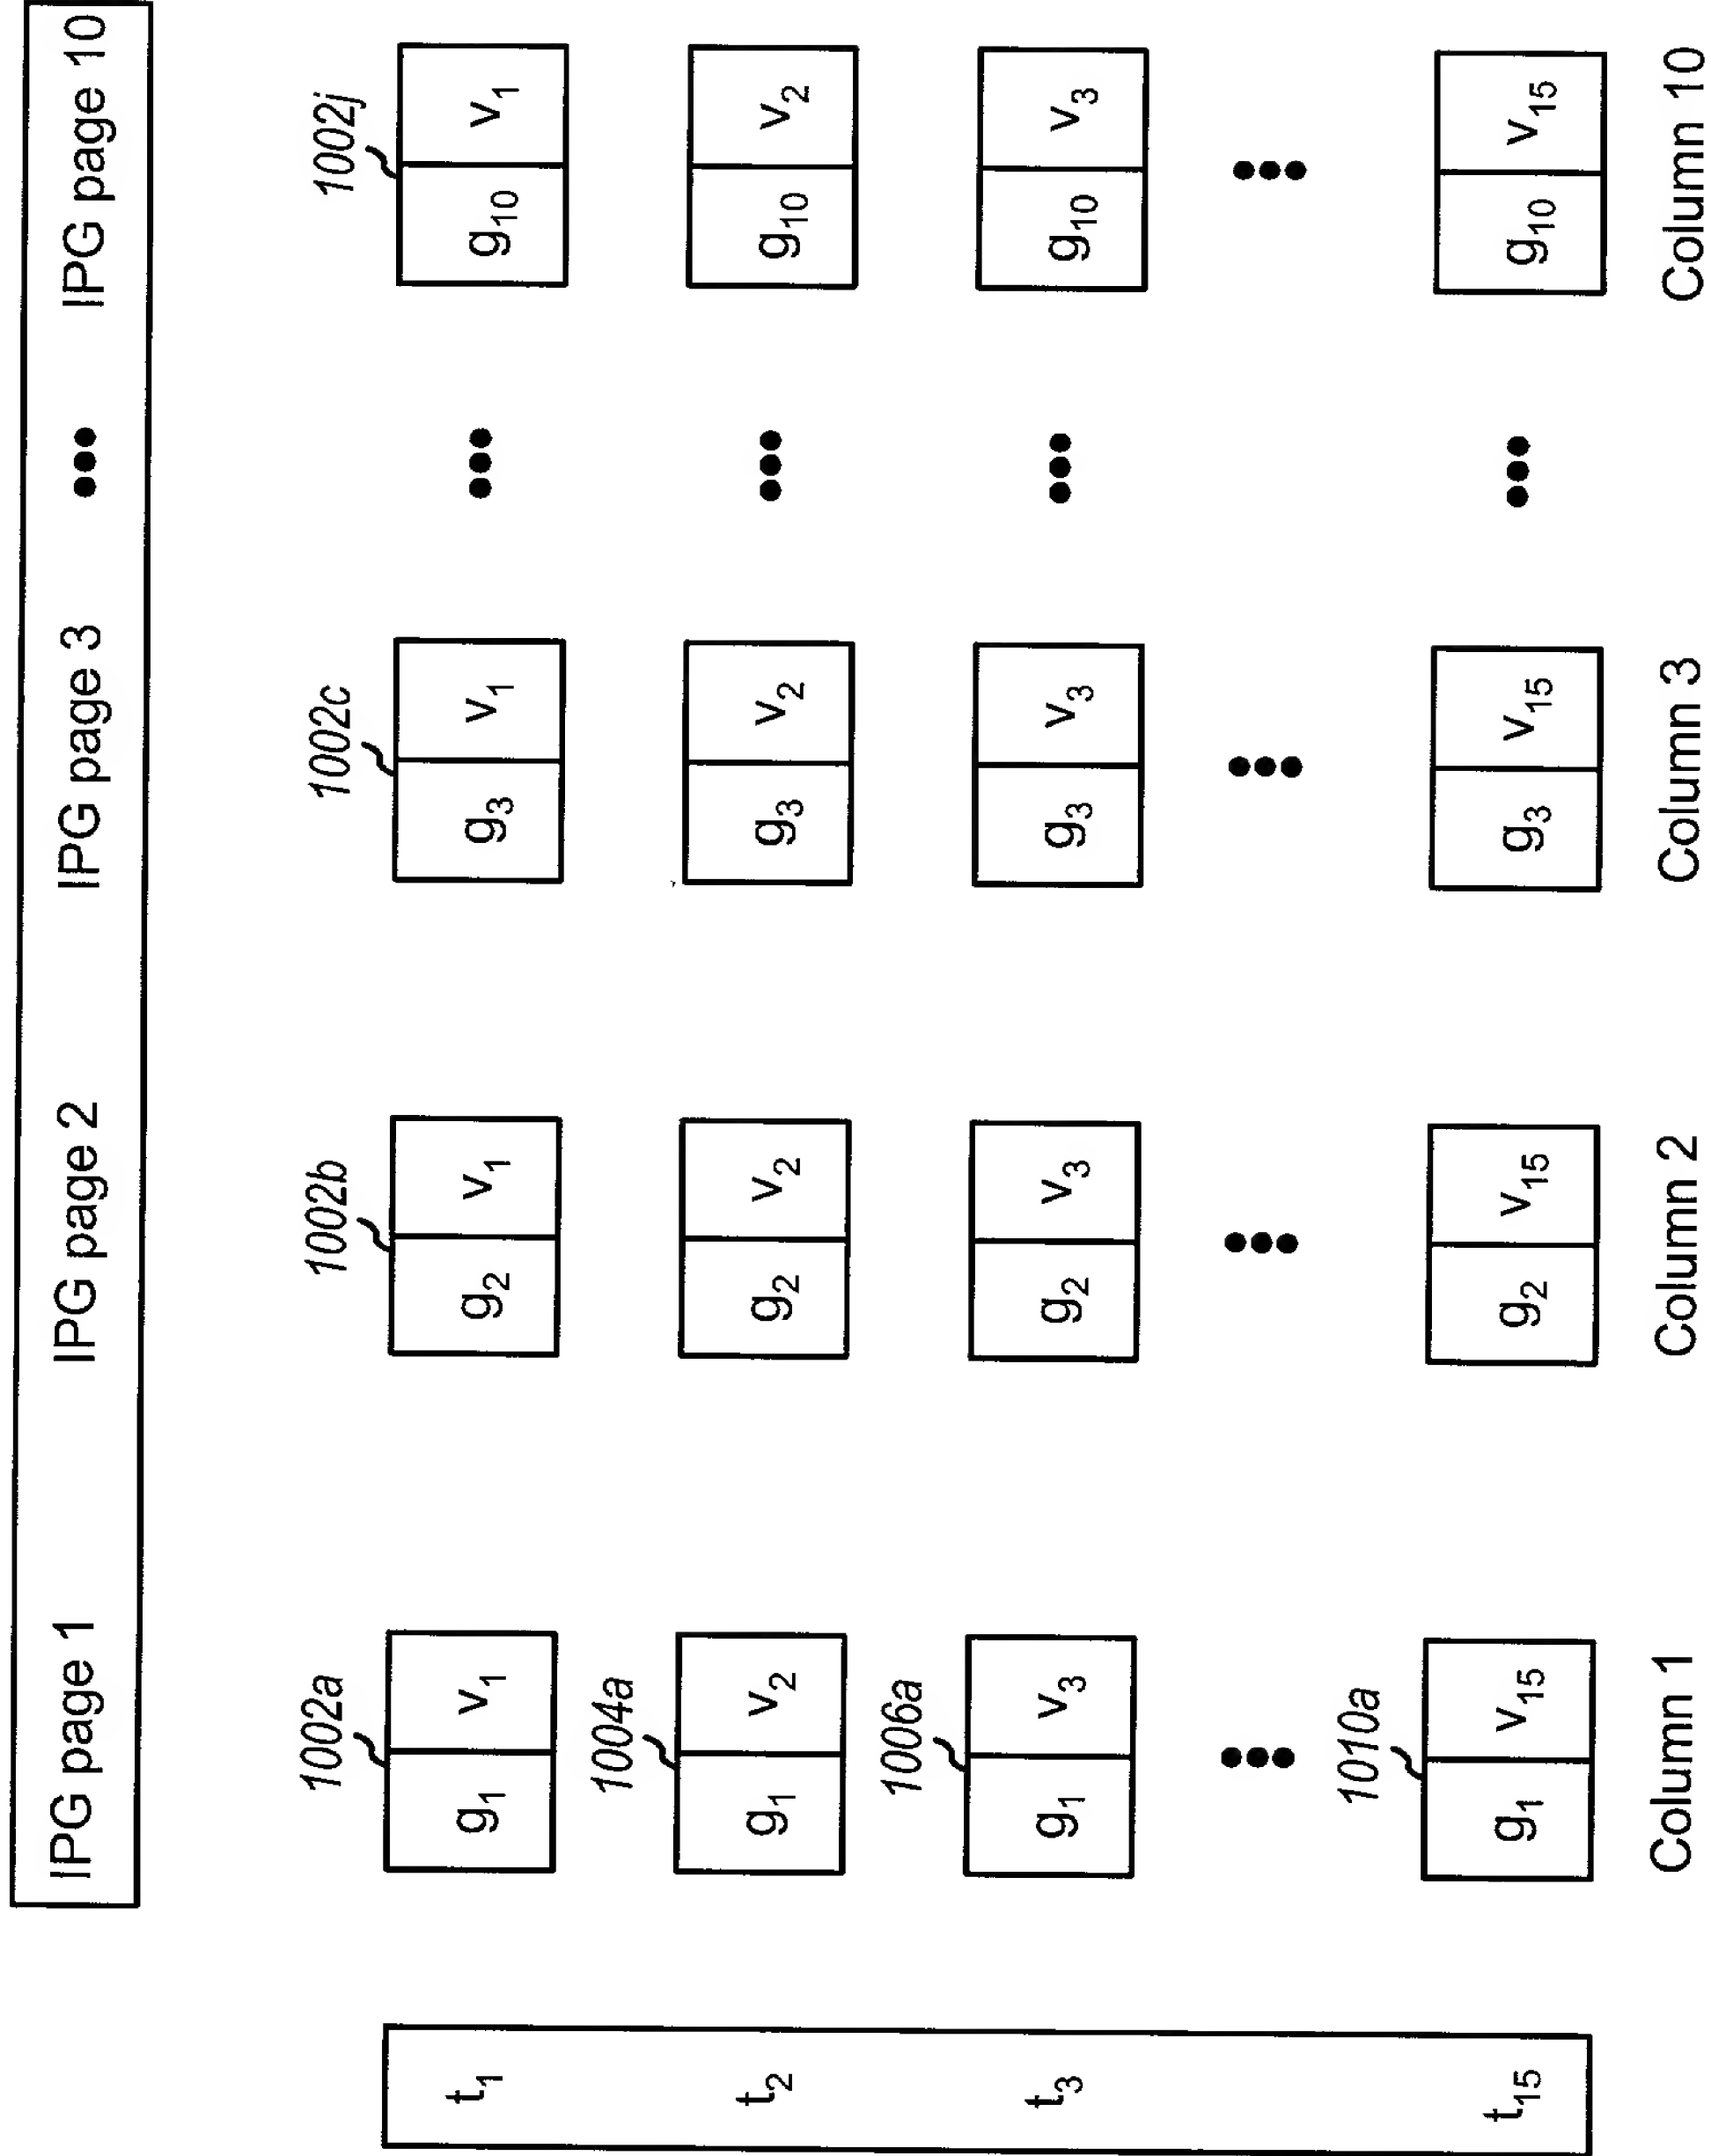 IPG page 1 IPG page 2 IPG page 3 ••• IPG page 10
1002a 1002b 1002c 1002j
t₁ g₁ v₁ g₂ v₁ g₃ v₁ ••• g₁₀ v₁
1004a
t₂ g₁ v₂ g₂ v₂ g₃ v₂ ••• g₁₀ v₂
1006a
t₃ g₁ v₃ g₂ v₃ g₃ v₃ ••• g₁₀ v₃
••• ••• ••• •••
1010a
t₁₅ g₁ v₁₅ g₂ v₁₅ g₃ v₁₅ ••• g₁₀ v₁₅
Column 1 Column 2 Column 3 Column 10